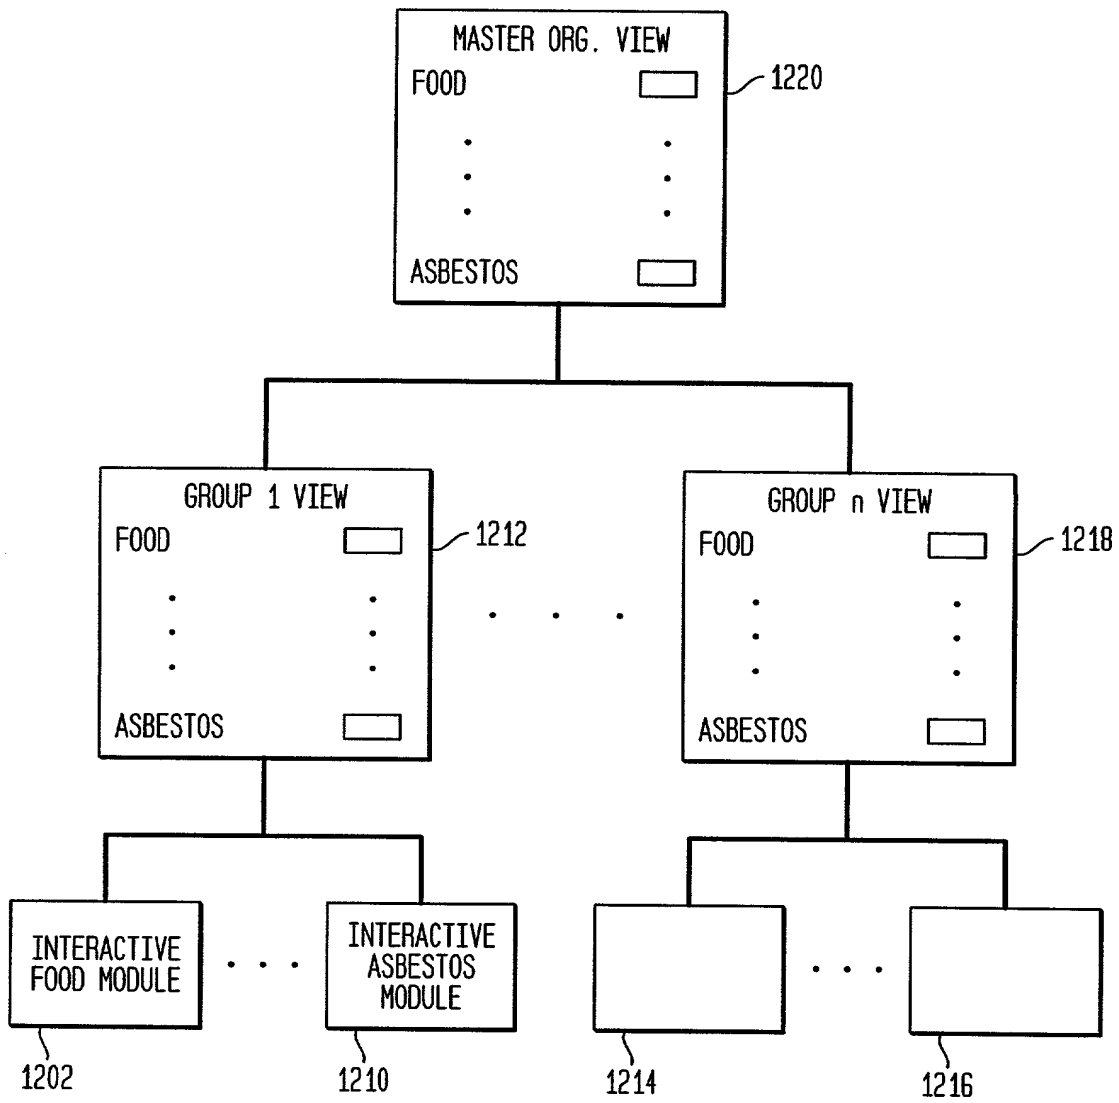 MASTER ORG. VIEW
FOOD
1220
ASBESTOS
GROUP 1 VIEW
FOOD
1212
ASBESTOS
GROUP n VIEW
FOOD
1218
ASBESTOS
INTERACTIVE
FOOD MODULE
INTERACTIVE
ASBESTOS
MODULE
1202
1210
1214
1216